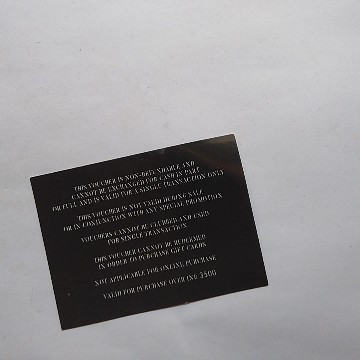 THIS VOUCHER IS NON-REFUNDABLE AND
CANNOT BE EXCHANGED FOR CASH IN PART
OR FULL AND IS VALID FOR A SINGLE TRANSACTION ONLY
THIS VOUCHER IS NOT VALID DURING SALE
OR IN CONJUNCTION WITH ANY SPECIAL PROMOTION
VOUCHERS CANNOT BE CLUBBED AND USED
FOR SINGLE TRANSACTION
THIS VOUCHER CANNOT BE REDEEMED
IN ORDER TO PURCHASE GIFT CARDS
NOT APPLICABLE FOR ONLINE PURCHASE
VALID FOR PURCHASE OVER INR 3500